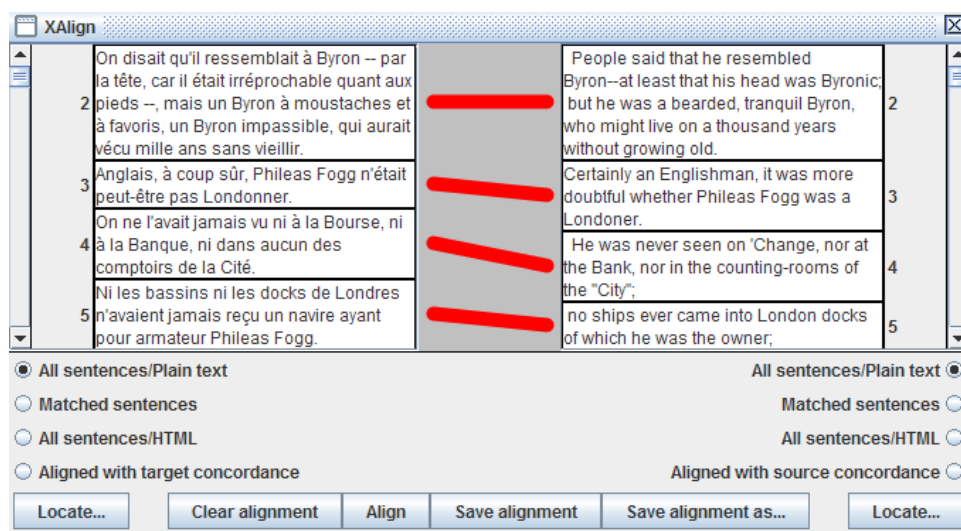 XAlign
On disait qu'il ressemblait à Byron -- par
la tête, car il était irréprochable quant aux
2 pieds --, mais un Byron à moustaches et
à favoris, un Byron impassible, qui aurait
vécu mille ans sans vieillir.
3 Anglais, à coup sûr, Phileas Fogg n'était
peut-être pas Londonner.
On ne l'avait jamais vu ni à la Bourse, ni
4 à la Banque, ni dans aucun des
comptoirs de la Cité.
Ni les bassins ni les docks de Londres
5 n'avaient jamais reçu un navire ayant
pour armateur Phileas Fogg.
People said that he resembled
Byron--at least that his head was Byronic;
but he was a bearded, tranquil Byron, 2
who might live on a thousand years
without growing old.
Certainly an Englishman, it was more
doubtful whether Phileas Fogg was a 3
Londoner.
He was never seen on 'Change, nor at
the Bank, nor in the counting-rooms of 4
the "City";
no ships ever came into London docks
of which he was the owner; 5
All sentences/Plain text All sentences/Plain text
Matched sentences Matched sentences
All sentences/HTML All sentences/HTML
Aligned with target concordance Aligned with source concordance
Locate... Clear alignment Align Save alignment Save alignment as... Locate...